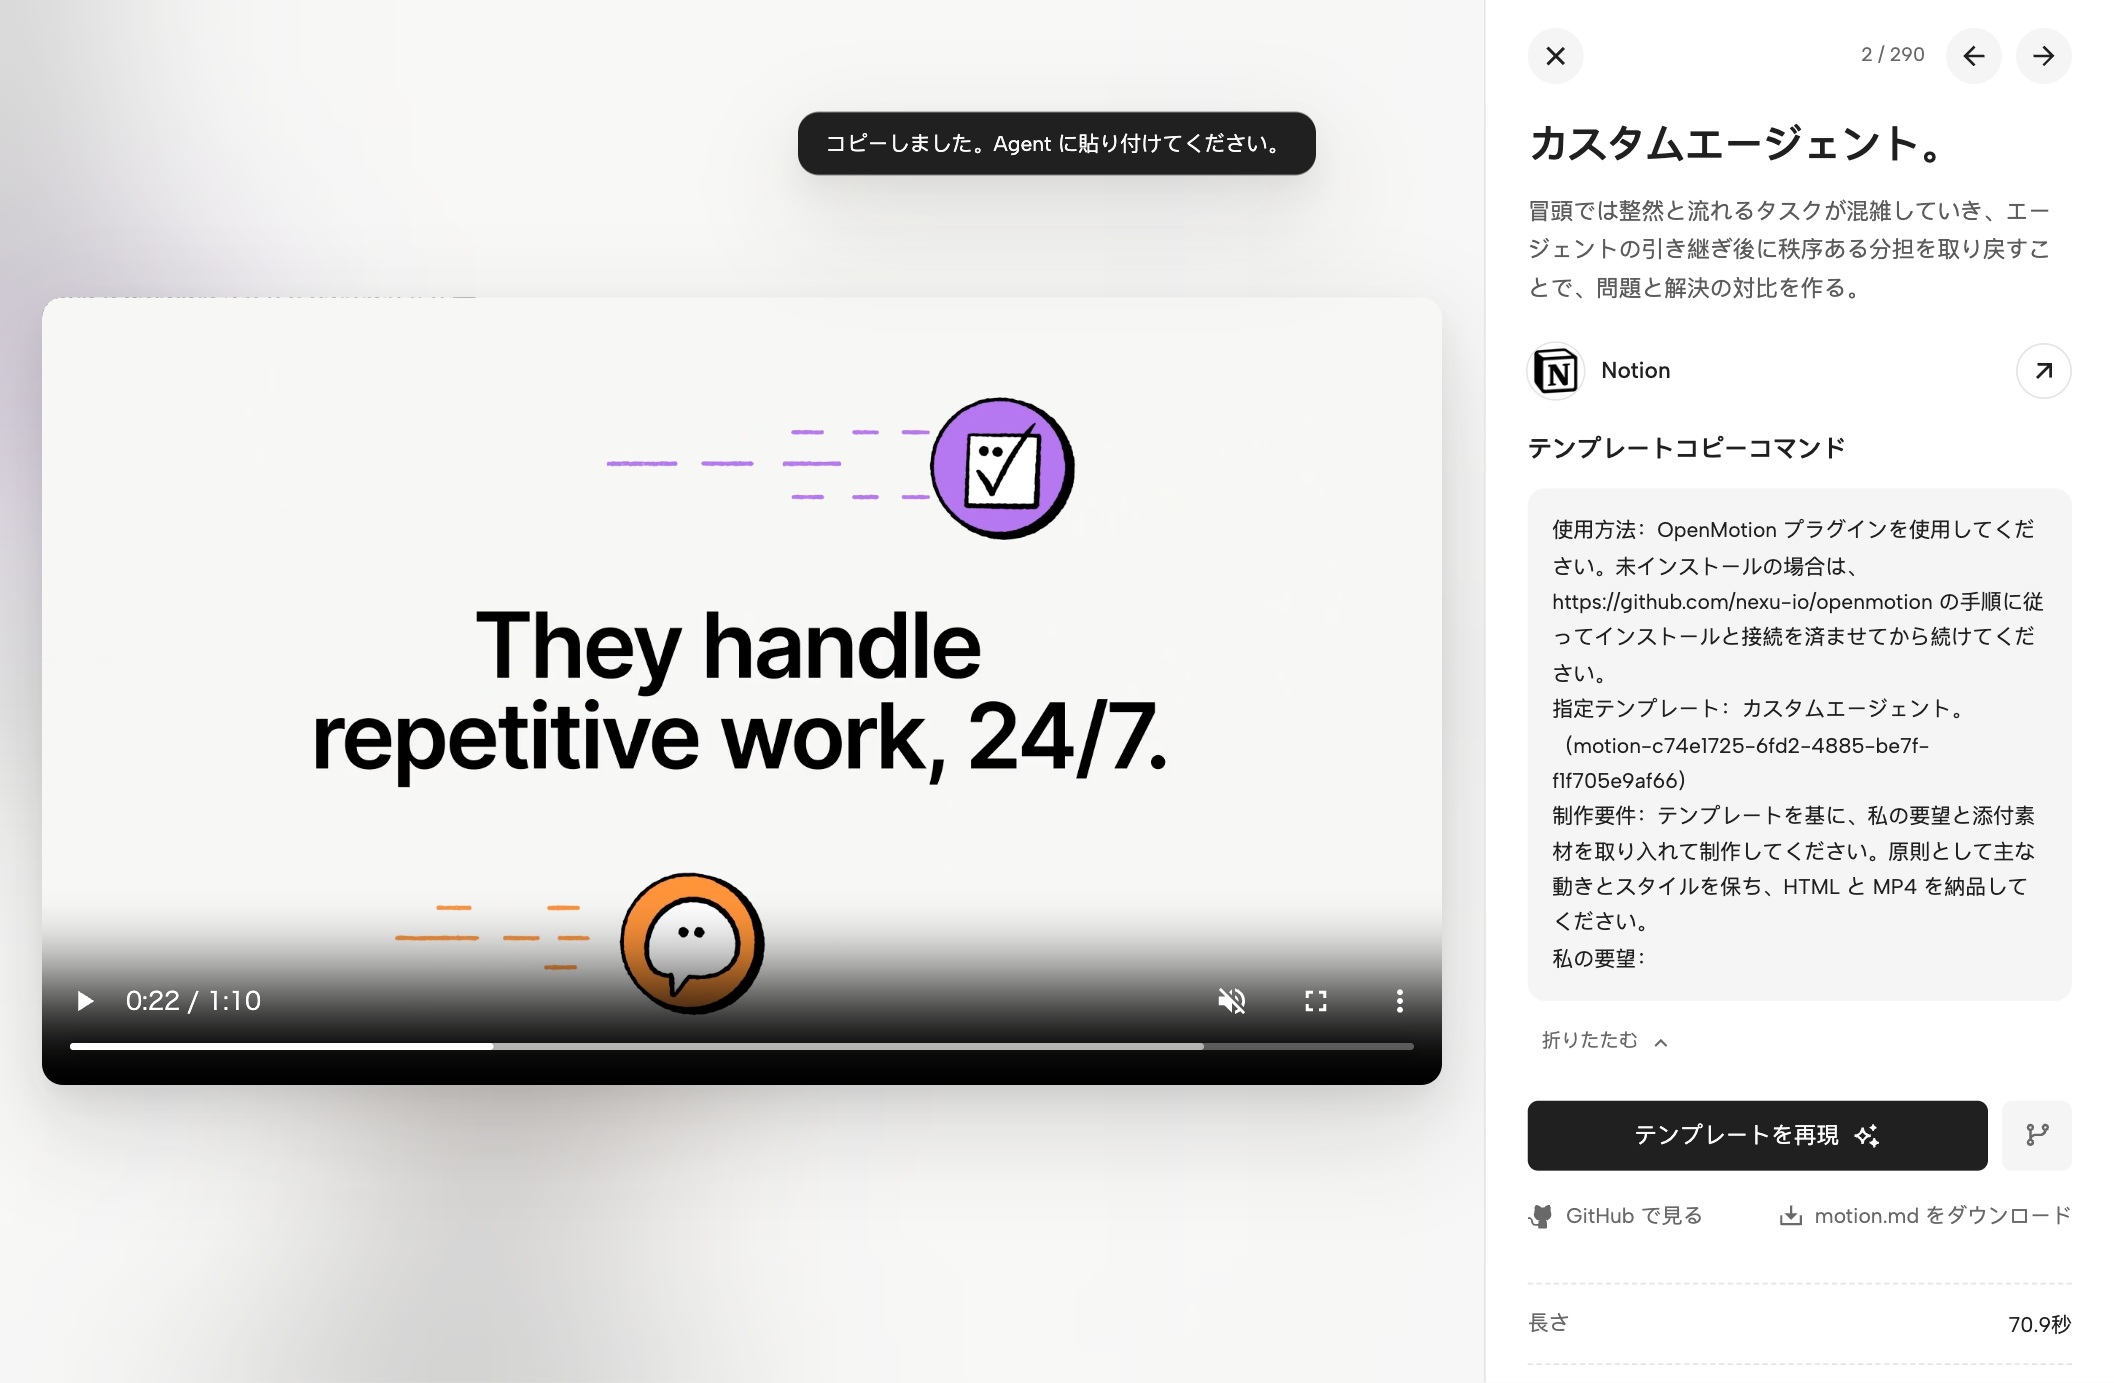 コピーしました。Agent に貼り付けてください。
They handle
repetitive work, 24/7.
0:22 / 1:10
2 / 290
カスタムエージェント。
冒頭では整然と流れるタスクが混雑していき、エー
ジェントの引き継ぎ後に秩序ある分担を取り戻すこ
とで、問題と解決の対比を作る。
N
Notion
テンプレートコピーコマンド
使用方法：OpenMotion プラグインを使用してくだ
さい。未インストールの場合は、
https://github.com/nexu-io/openmotion の手順に従
ってインストールと接続を済ませてから続けてくだ
さい。
指定テンプレート：カスタムエージェント。
（motion-c74e1725-6fd2-4885-be7f-
f1f705e9af66）
制作要件：テンプレートを基に、私の要望と添付素
材を取り入れて制作してください。原則として主な
動きとスタイルを保ち、HTML と MP4 を納品して
ください。
私の要望：
折りたたむ
テンプレートを再現
GitHub で見る
motion.md をダウンロード
長さ
70.9秒